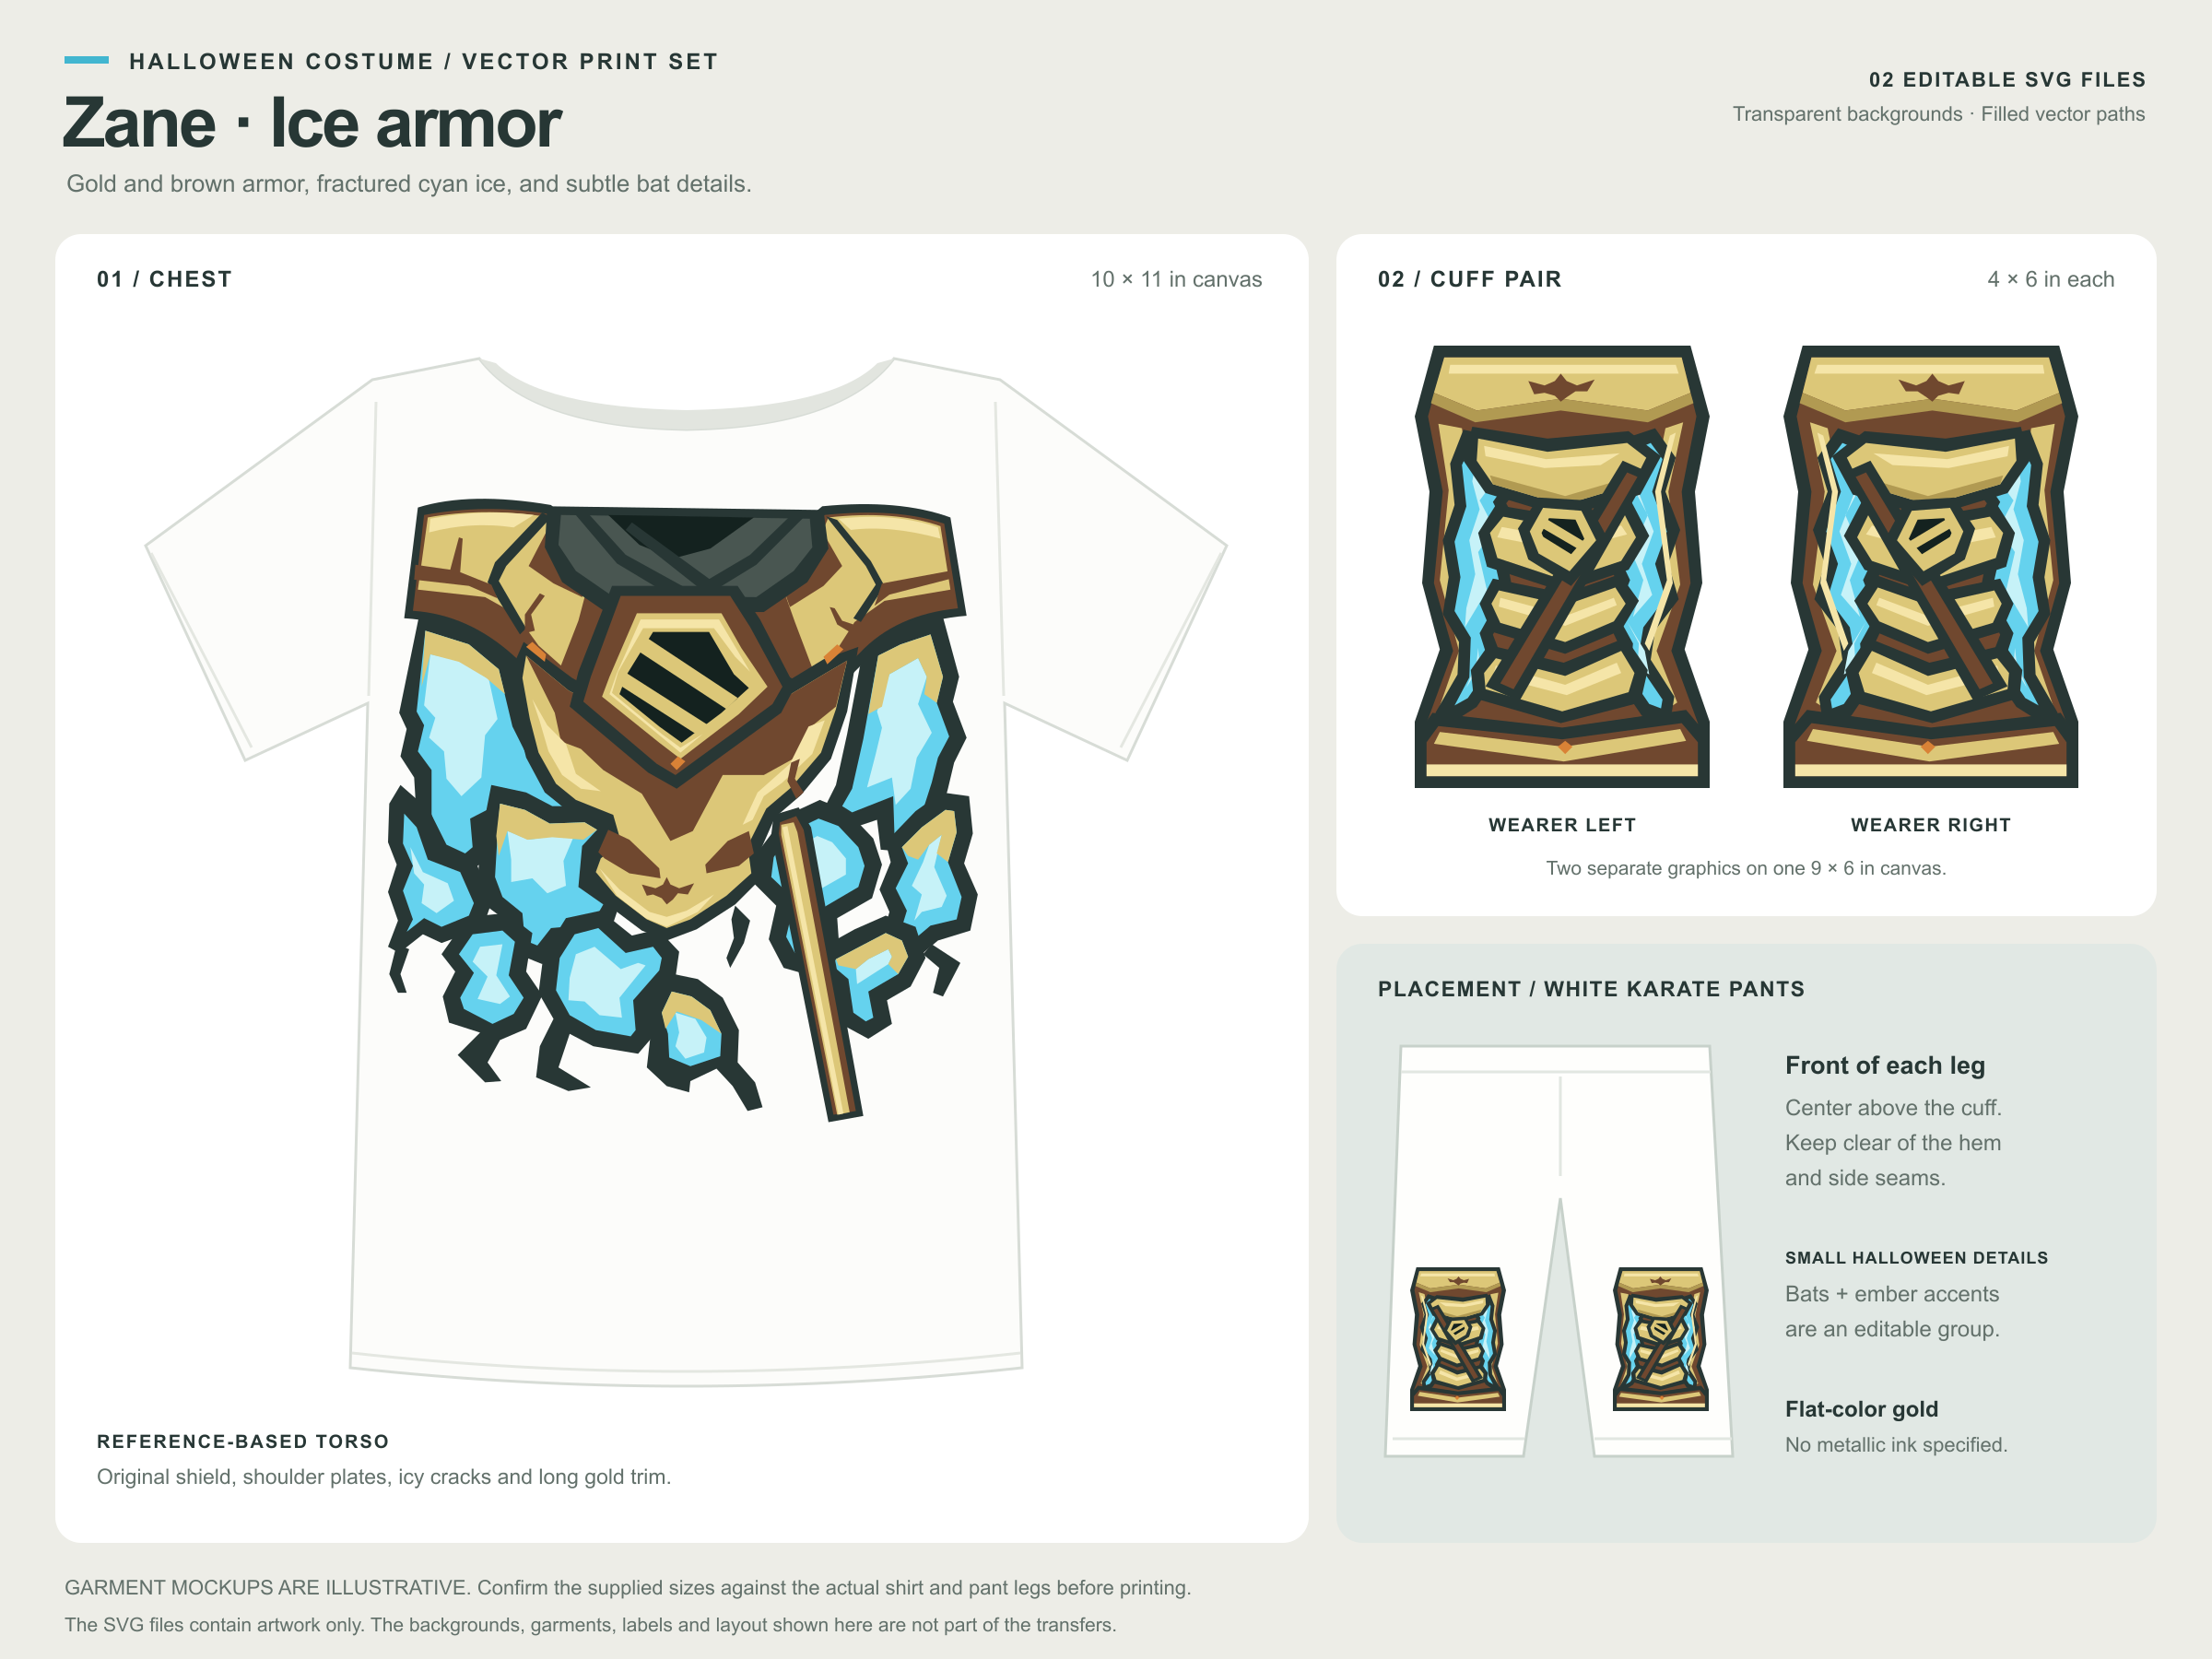 HALLOWEEN COSTUME / VECTOR PRINT SET
Zane · Ice armor
Gold and brown armor, fractured cyan ice, and subtle bat details.
02 EDITABLE SVG FILES
Transparent backgrounds · Filled vector paths
01 / CHEST
10 × 11 in canvas
REFERENCE-BASED TORSO
Original shield, shoulder plates, icy cracks and long gold trim.
02 / CUFF PAIR
4 × 6 in each
WEARER LEFT
WEARER RIGHT
Two separate graphics on one 9 × 6 in canvas.
PLACEMENT / WHITE KARATE PANTS
Front of each leg
Center above the cuff.
Keep clear of the hem
and side seams.
SMALL HALLOWEEN DETAILS
Bats + ember accents
are an editable group.
Flat-color gold
No metallic ink specified.
GARMENT MOCKUPS ARE ILLUSTRATIVE. Confirm the supplied sizes against the actual shirt and pant legs before printing.
The SVG files contain artwork only. The backgrounds, garments, labels and layout shown here are not part of the transfers.